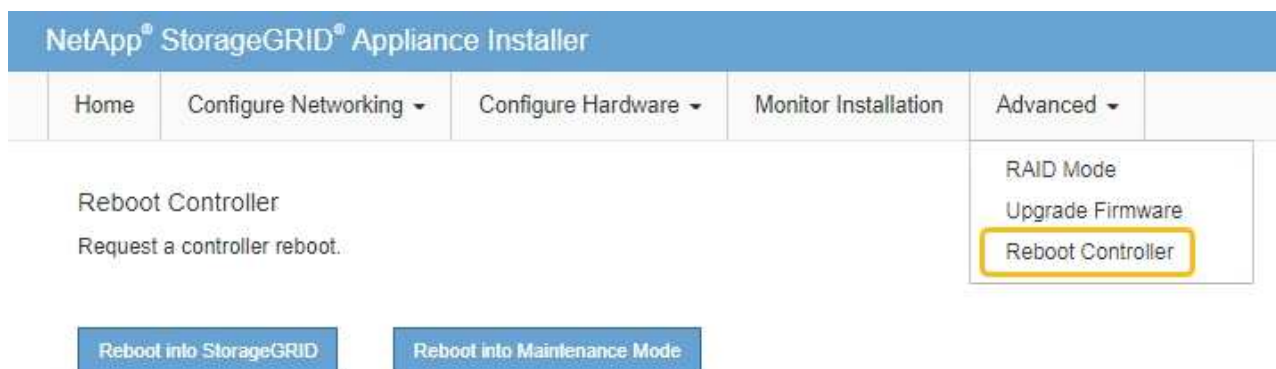 NetApp® StorageGRID® Appliance Installer
Home Configure Networking Configure Hardware Monitor Installation Advanced
RAID Mode
Upgrade Firmware
Reboot Controller
Reboot Controller
Request a controller reboot.
Reboot into StorageGRID Reboot into Maintenance Mode